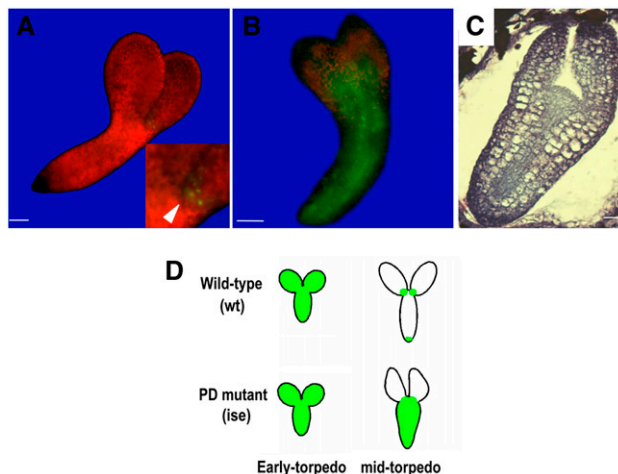 A
B
C
D
Wild-type
(wt)
PD mutant
(ise)
Early-torpedo
mid-torpedo